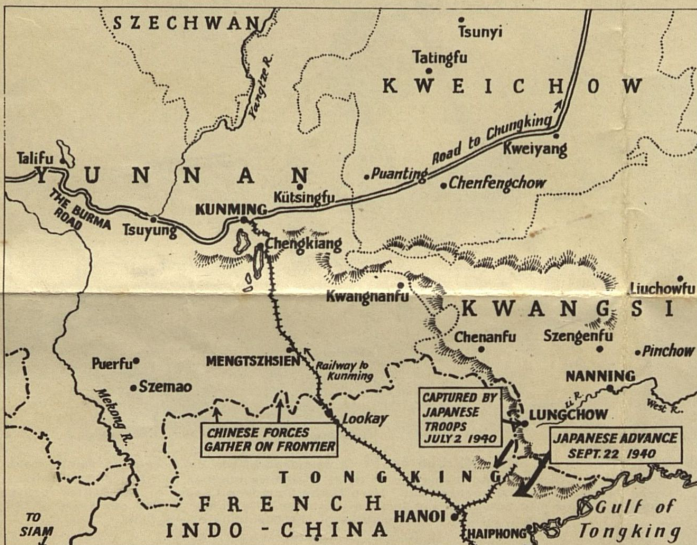 SZECHWAN
Tsunyi
Tatingfu
KWEICHOW
Yangtze R.
Road to Chungking
Kweiyang
Talifu
YUNNAN
Puanting
Chenfengchow
Kütsingfu
KUNMING
THE BURMA
ROAD
Tsuyung
Chengkiang
Liuchowfu
Kwangnanfu
KWANGSI
Chenanfu
Szengenfu
Pinchow
Puerfu
MENGTSZHSIEN
Railway to
Kunming
Szemao
NANNING
Mekong R.
West R.
CAPTURED BY
JAPANESE
TROOPS
JULY 2 1940
Lookay
LUNGCHOW
CHINESE FORCES
GATHER ON FRONTIER
JAPANESE ADVANCE
SEPT. 22 1940
TONGKING
FRENCH
INDO-CHINA
HANOI
HAIPHONG
Gulf of
Tongking
TO
SIAM